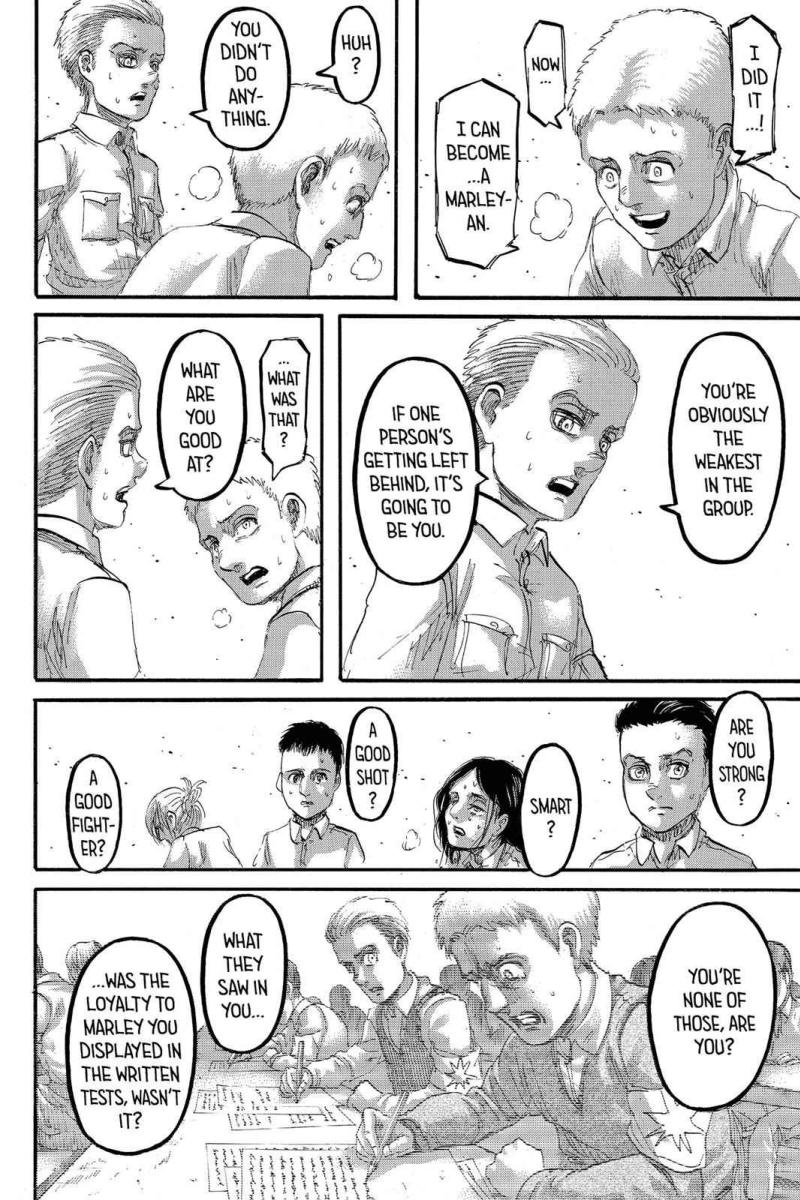 I
DID
IT
...!
NOW
...
I CAN
BECOME
...A
MARLEY-
AN.
HUH
?
YOU
DIDN'T
DO
ANY-
THING.
YOU'RE
OBVIOUSLY
THE
WEAKEST
IN THE
GROUP.
IF ONE
PERSON'S
GETTING LEFT
BEHIND, IT'S
GOING TO
BE YOU.
...
WHAT
WAS
THAT
?
WHAT
ARE
YOU
GOOD
AT?
ARE
YOU
STRONG
?
SMART
?
A
GOOD
SHOT
?
A
GOOD
FIGHT-
ER?
YOU'RE
NONE OF
THOSE, ARE
YOU?
WHAT
THEY
SAW IN
YOU...
...WAS THE
LOYALTY TO
MARLEY YOU
DISPLAYED IN
THE WRITTEN
TESTS, WASN'T
IT?